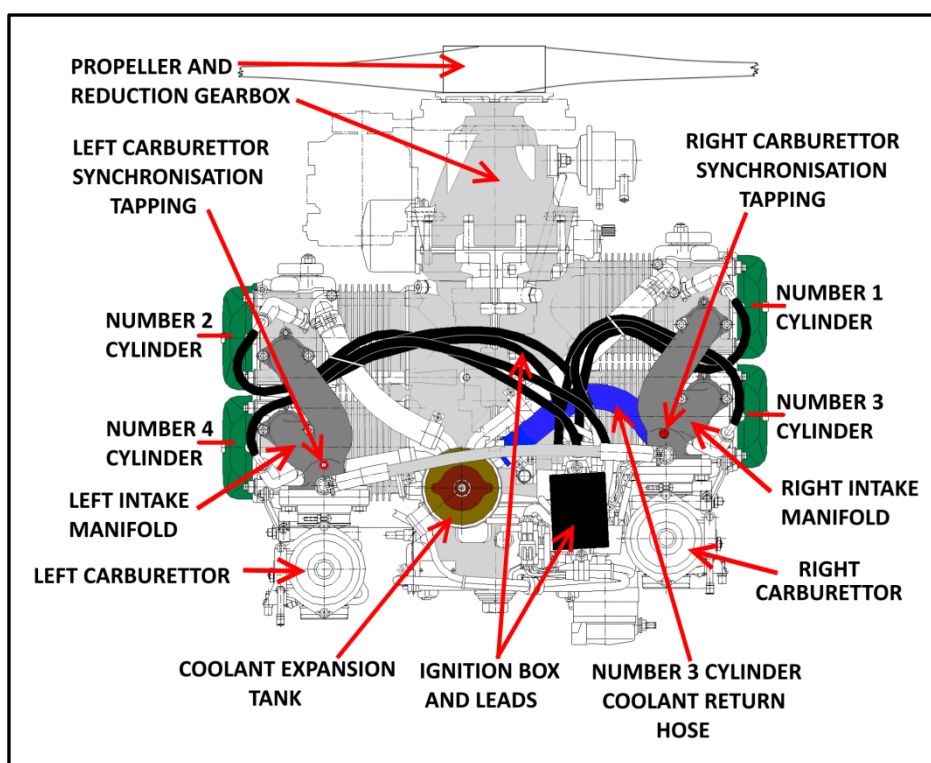 PROPELLER AND
REDUCTION GEARBOX
LEFT CARBURETTOR
SYNCHRONISATION
TAPPING
RIGHT CARBURETTOR
SYNCHRONISATION
TAPPING
NUMBER 2
CYLINDER
NUMBER 1
CYLINDER
NUMBER 4
CYLINDER
NUMBER 3
CYLINDER
LEFT INTAKE
MANIFOLD
RIGHT INTAKE
MANIFOLD
LEFT CARBURETTOR
RIGHT
CARBURETTOR
COOLANT EXPANSION
TANK
IGNITION BOX
AND LEADS
NUMBER 3 CYLINDER
COOLANT RETURN
HOSE